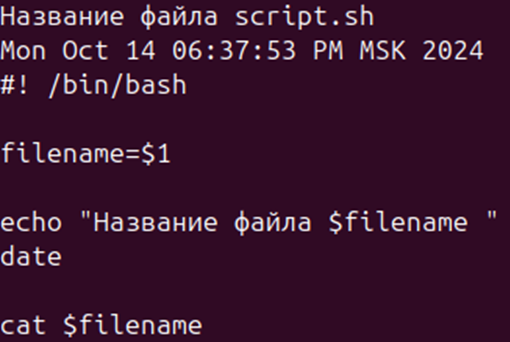 Название файла script.sh
Mon Oct 14 06:37:53 PM MSK 2024
#! /bin/bash
filename=$1
echo "Название файла $filename "
date
cat $filename